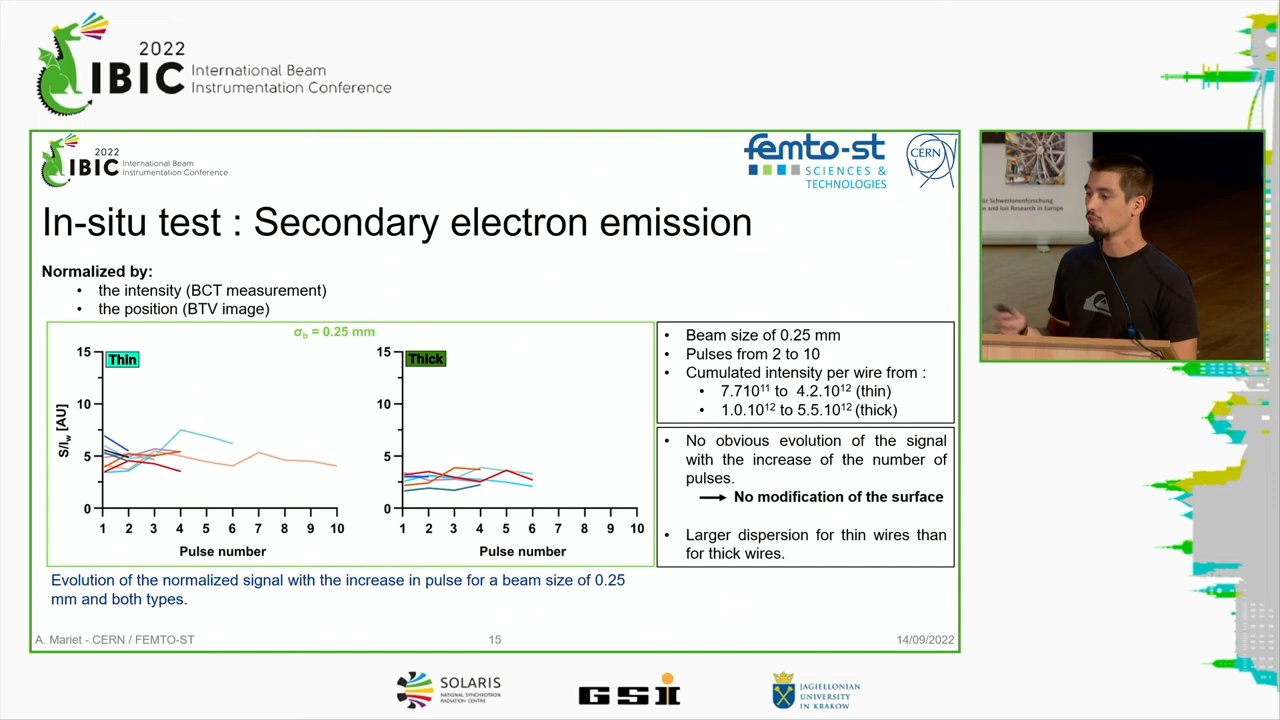 2022
IBIC International Beam
Instrumentation Conference
2022
IBIC International Beam
Instrumentation Conference
femto-st
SCIENCES &
TECHNOLOGIES
CERN
In-situ test : Secondary electron emission
Normalized by:
• the intensity (BCT measurement)
• the position (BTV image)
σb = 0.25 mm
Thin
15
10
5
0
S/Iw [AU]
1 2 3 4 5 6 7 8 9 10
Pulse number
Thick
15
10
5
0
1 2 3 4 5 6 7 8 9 10
Pulse number
• Beam size of 0.25 mm
• Pulses from 2 to 10
• Cumulated intensity per wire from :
• 7.710¹¹ to 4.2.10¹² (thin)
• 1.0.10¹² to 5.5.10¹² (thick)
• No obvious evolution of the signal
with the increase of the number of
pulses.
→ No modification of the surface
• Larger dispersion for thin wires than
for thick wires.
Evolution of the normalized signal with the increase in pulse for a beam size of 0.25
mm and both types.
A. Mariet - CERN / FEMTO-ST
15
14/09/2022
für Schwerionenforschung
and Ion Research in Europe
SOLARIS
NATIONAL SYNCHROTRON
RADIATION CENTRE
GSI
JAGIELLONIAN
UNIVERSITY
IN KRAKOW